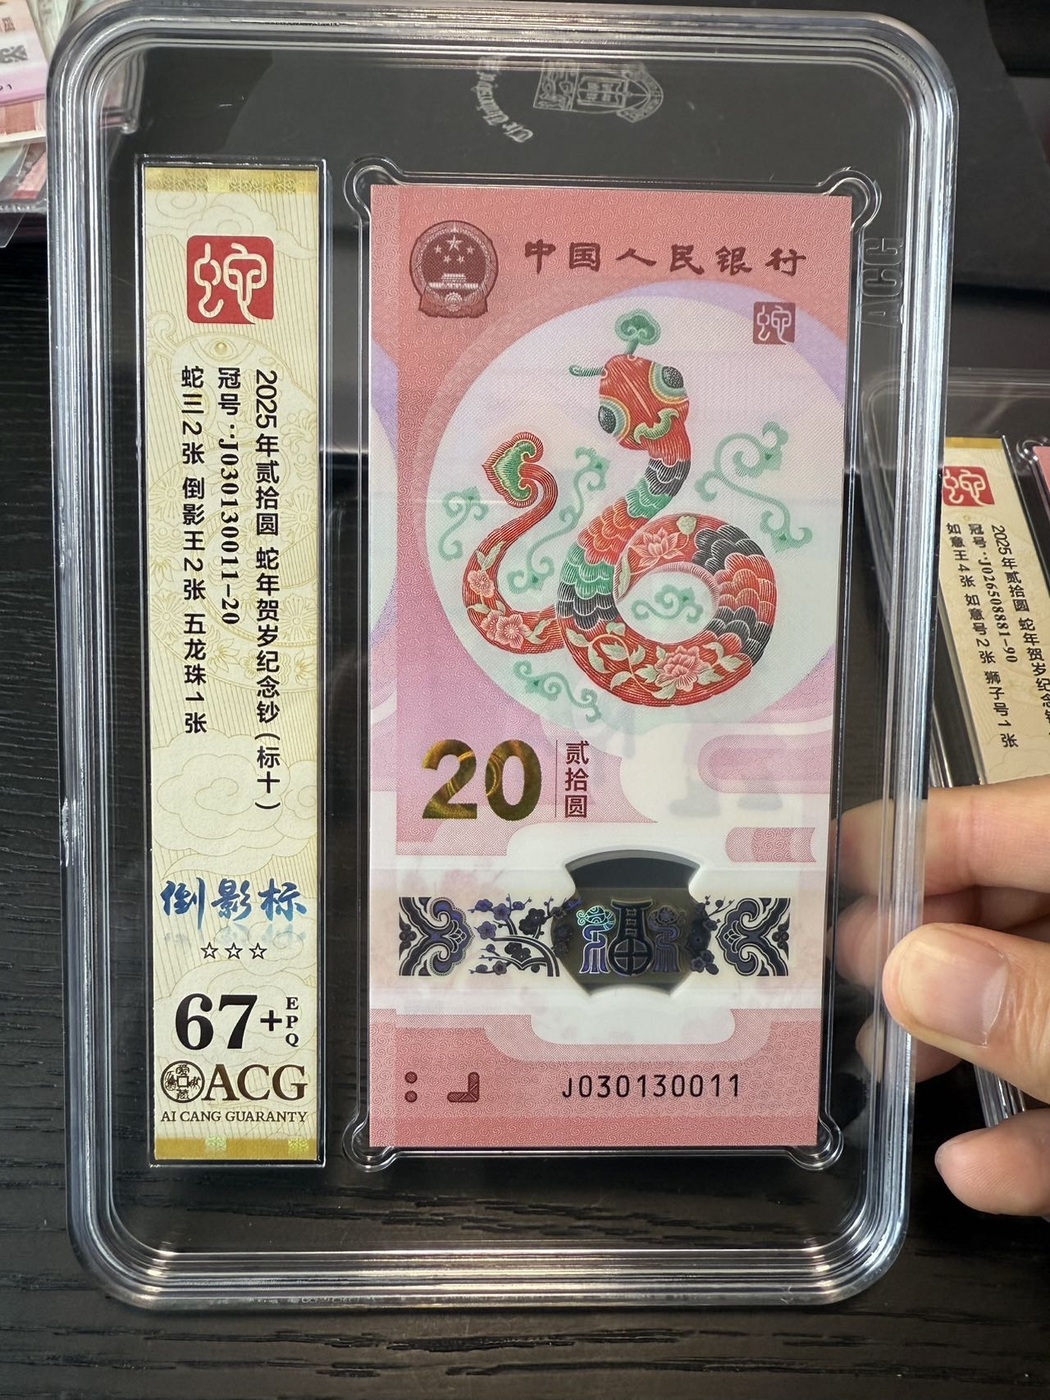 蛇
2025年贰拾圆 蛇年贺岁纪念钞（标十）
冠号:J030130011-20
蛇三2张 倒影王2张 五龙珠1张
倒影标
☆☆☆
67+
EPQ
ACG
AI CANG GUARANTY
中国人民银行
蛇
20
贰拾圆
J030130011
ACG
蛇
2025年贰拾圆 蛇年贺岁纪念
冠号:J026508881-90
如意王4张 如意号2张 狮子号1张